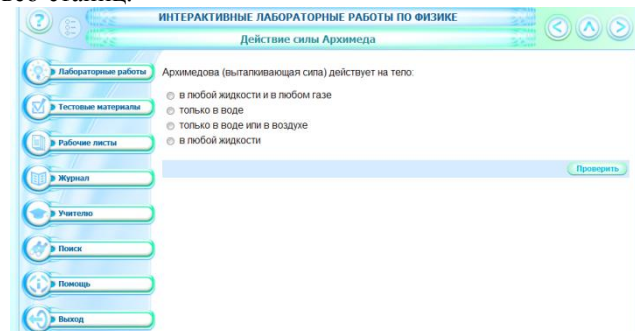 веб-станиц.
ИНТЕРАКТИВНЫЕ ЛАБОРАТОРНЫЕ РАБОТЫ ПО ФИЗИКЕ
Действие силы Архимеда
Лабораторные работы
Тестовые материалы
Рабочие листы
Журнал
Учителю
Поиск
Помощь
Выход
Архимедова (выталкивающая сила) действует на тело:
в любой жидкости и в любом газе
только в воде
только в воде или в воздухе
в любой жидкости
Проверить